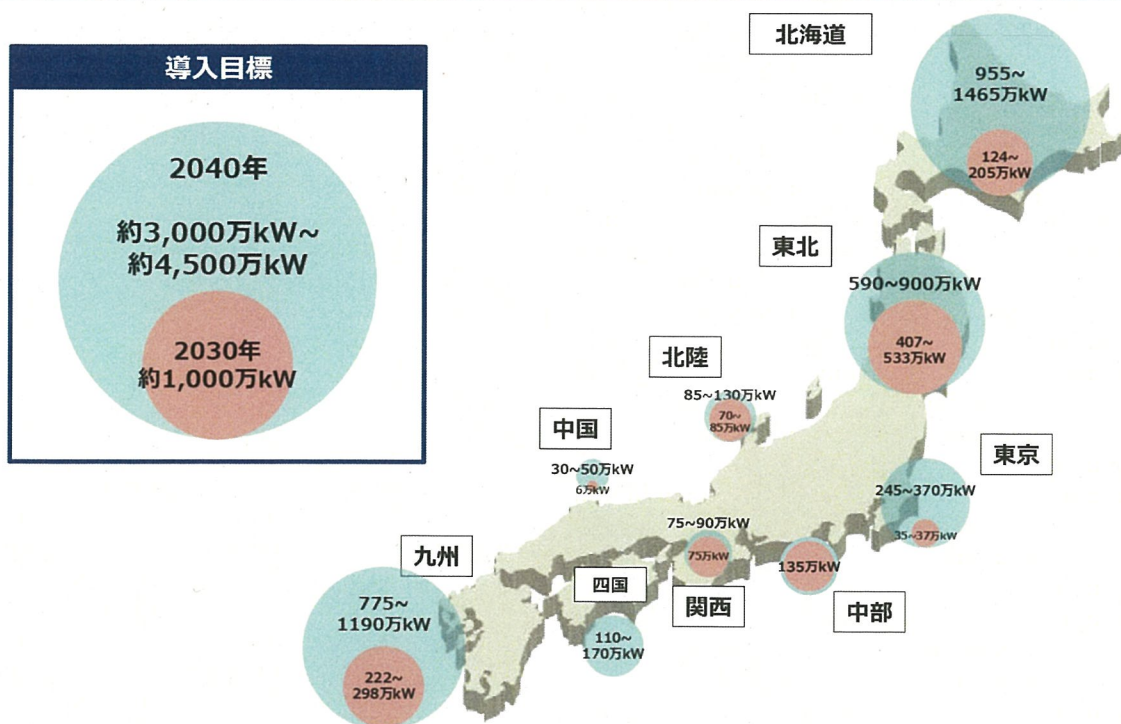 導入目標
2040年
約3,000万kW~
約4,500万kW
2030年
約1,000万kW
北海道
955~
1465万kW
124~
205万kW
東北
590~900万kW
407~
533万kW
北陸
85~130万kW
70~
85万kW
中国
30~50万kW
6万kW
東京
245~370万kW
35~37万kW
75~90万kW
75万kW
関西
135万kW
中部
九州
775~
1190万kW
222~
298万kW
四国
110~
170万kW